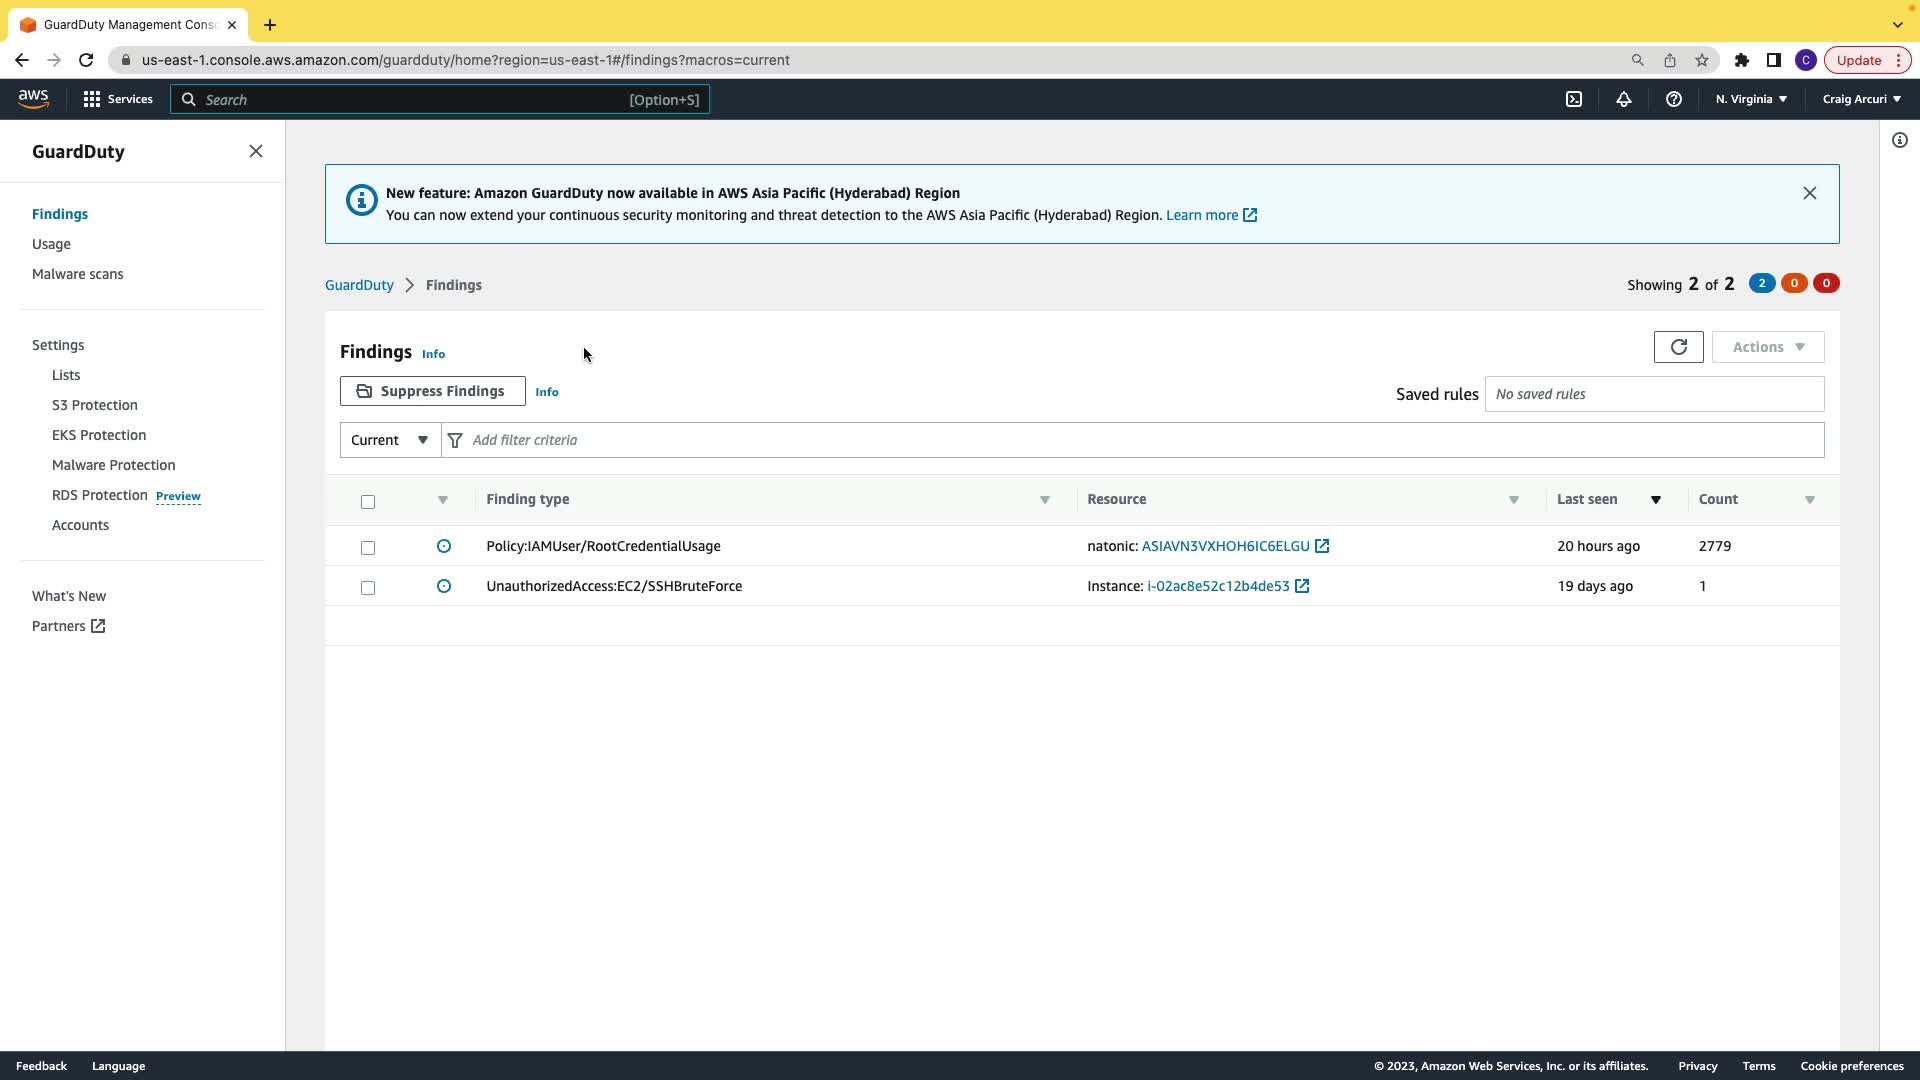 GuardDuty Management Conso
us-east-1.console.aws.amazon.com/guardduty/home?region=us-east-1#/findings?macros=current
C
Update
aws
Services
Search
[Option+S]
N. Virginia
Craig Arcuri
GuardDuty
Findings
Usage
Malware scans
Settings
Lists
S3 Protection
EKS Protection
Malware Protection
RDS Protection Preview
Accounts
What's New
Partners
New feature: Amazon GuardDuty now available in AWS Asia Pacific (Hyderabad) Region
You can now extend your continuous security monitoring and threat detection to the AWS Asia Pacific (Hyderabad) Region. Learn more
GuardDuty > Findings
Showing 2 of 2 2 0 0
Findings Info
Actions
Suppress Findings Info
Saved rules No saved rules
Current Add filter criteria
Finding type Resource Last seen Count
Policy:IAMUser/RootCredentialUsage natonic: ASIAVN3VXHOH6IC6ELGU 20 hours ago 2779
UnauthorizedAccess:EC2/SSHBruteForce Instance: i-02ac8e52c12b4de53 19 days ago 1
Feedback Language © 2023, Amazon Web Services, Inc. or its affiliates. Privacy Terms Cookie preferences